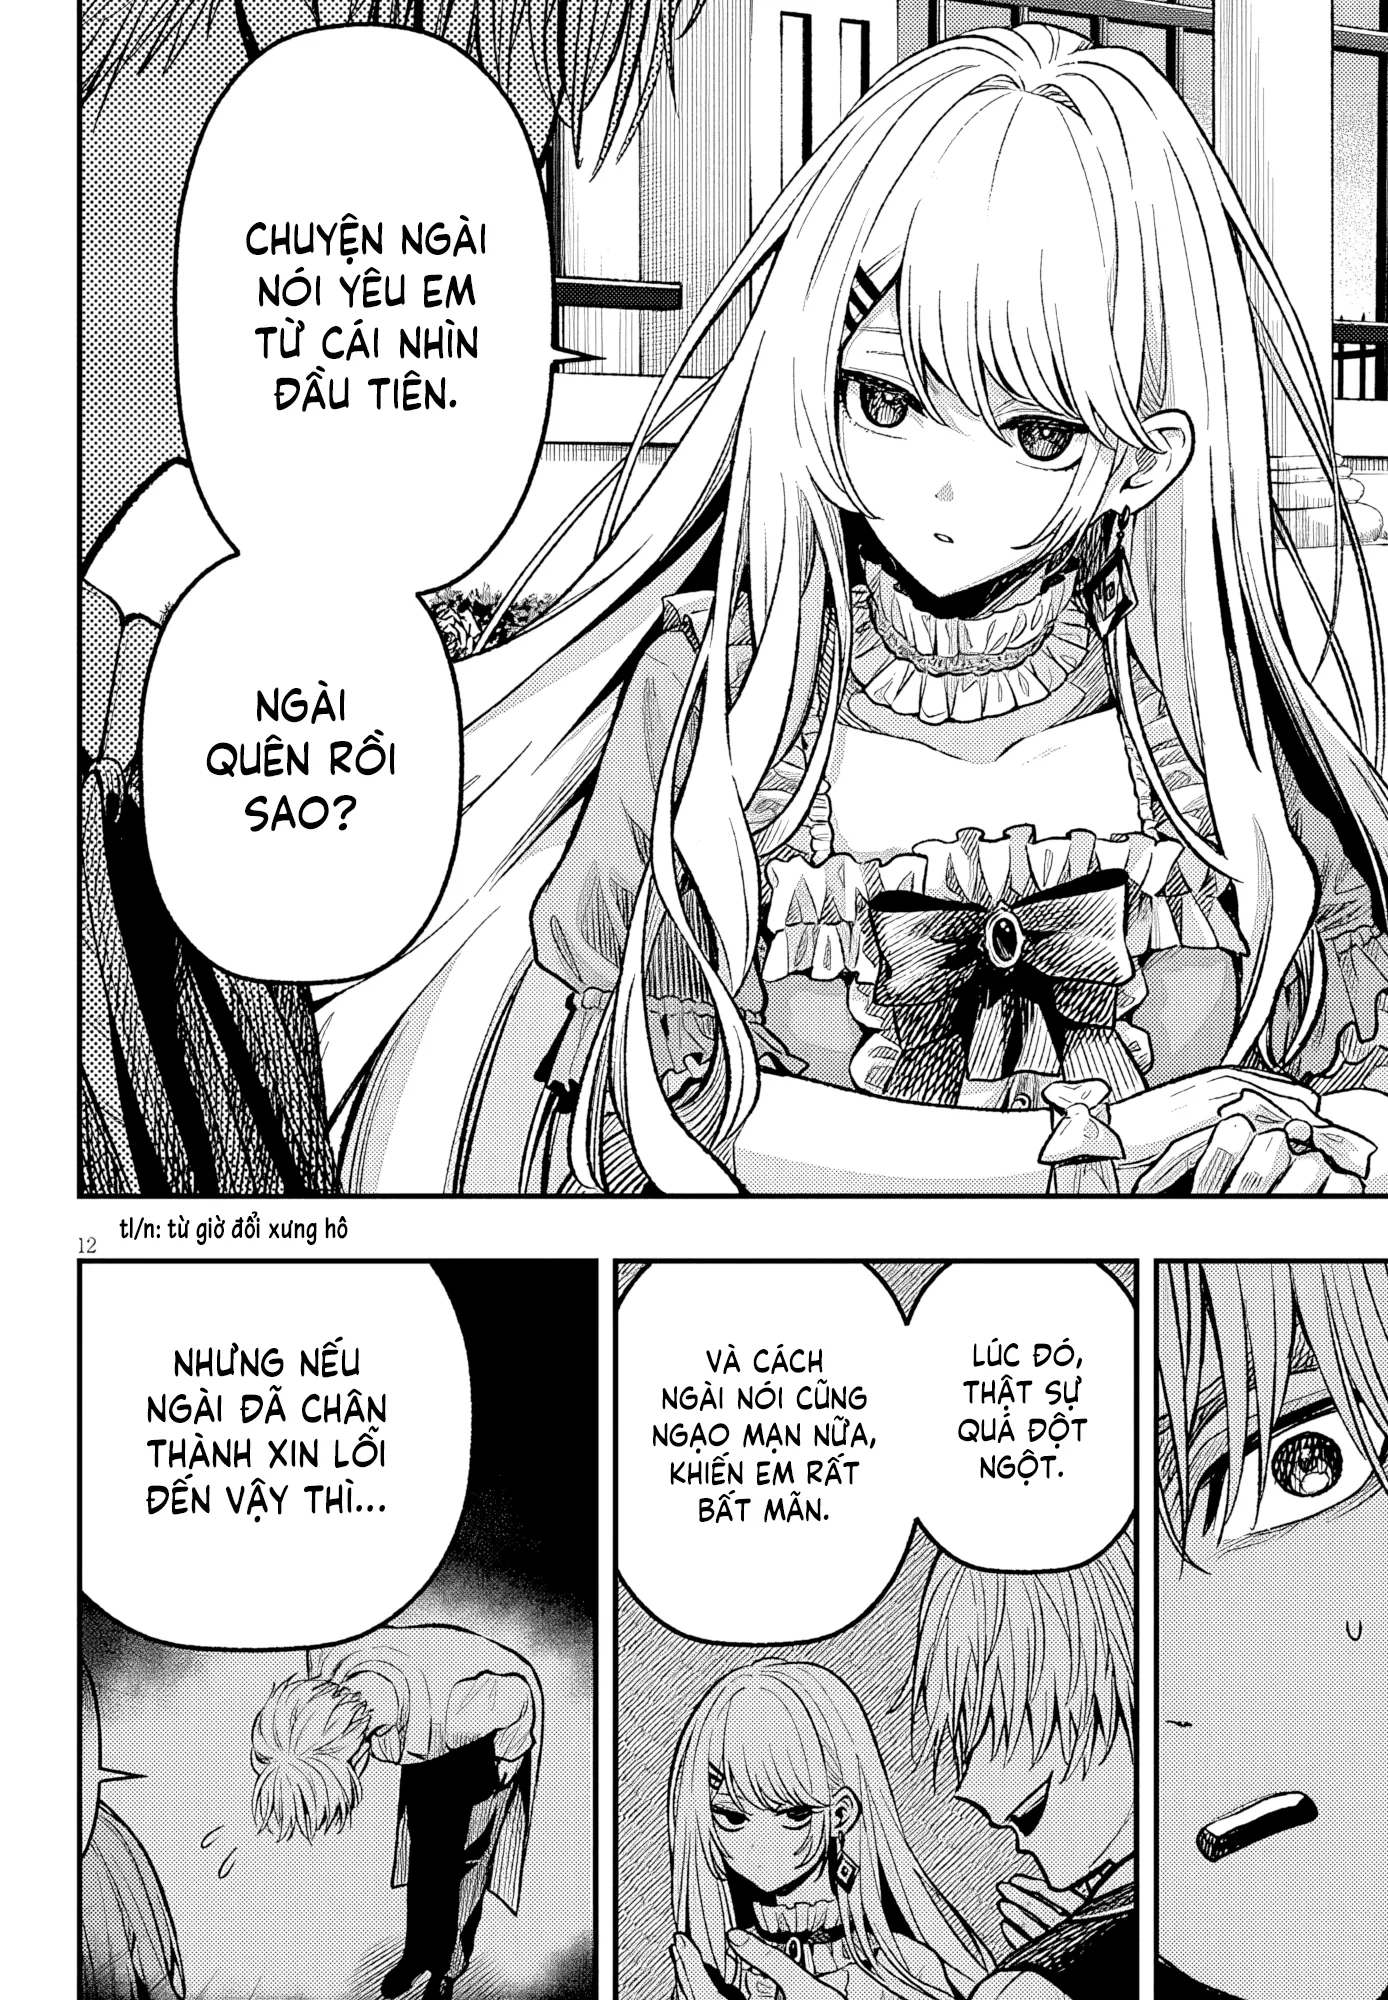 CHUYỆN NGÀI
NÓI YÊU EM
TỪ CÁI NHÌN
ĐẦU TIÊN.
NGÀI
QUÊN RỒI
SAO?
12
tl/n: từ giờ đổi xưng hô
LÚC ĐÓ,
THẬT SỰ
QUÁ ĐỘT
NGỘT.
VÀ CÁCH
NGÀI NÓI CŨNG
NGẠO MẠN NỮA,
KHIẾN EM RẤT
BẤT MÃN.
NHƯNG NẾU
NGÀI ĐÃ CHÂN
THÀNH XIN LỖI
ĐẾN VẬY THÌ...